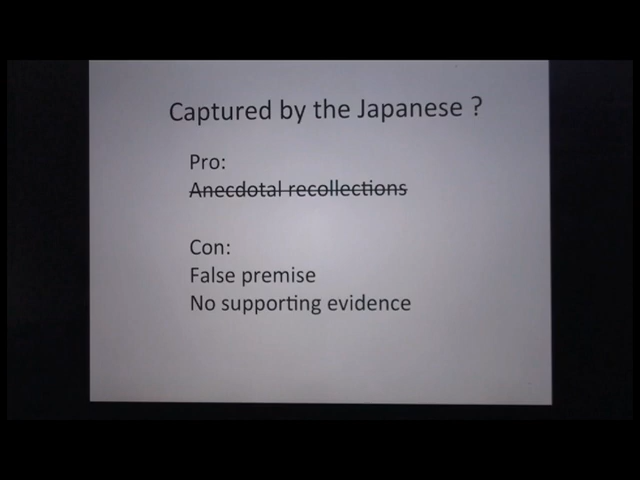 Captured by the Japanese ?
Pro:
Anecdotal recollections
Con:
False premise
No supporting evidence